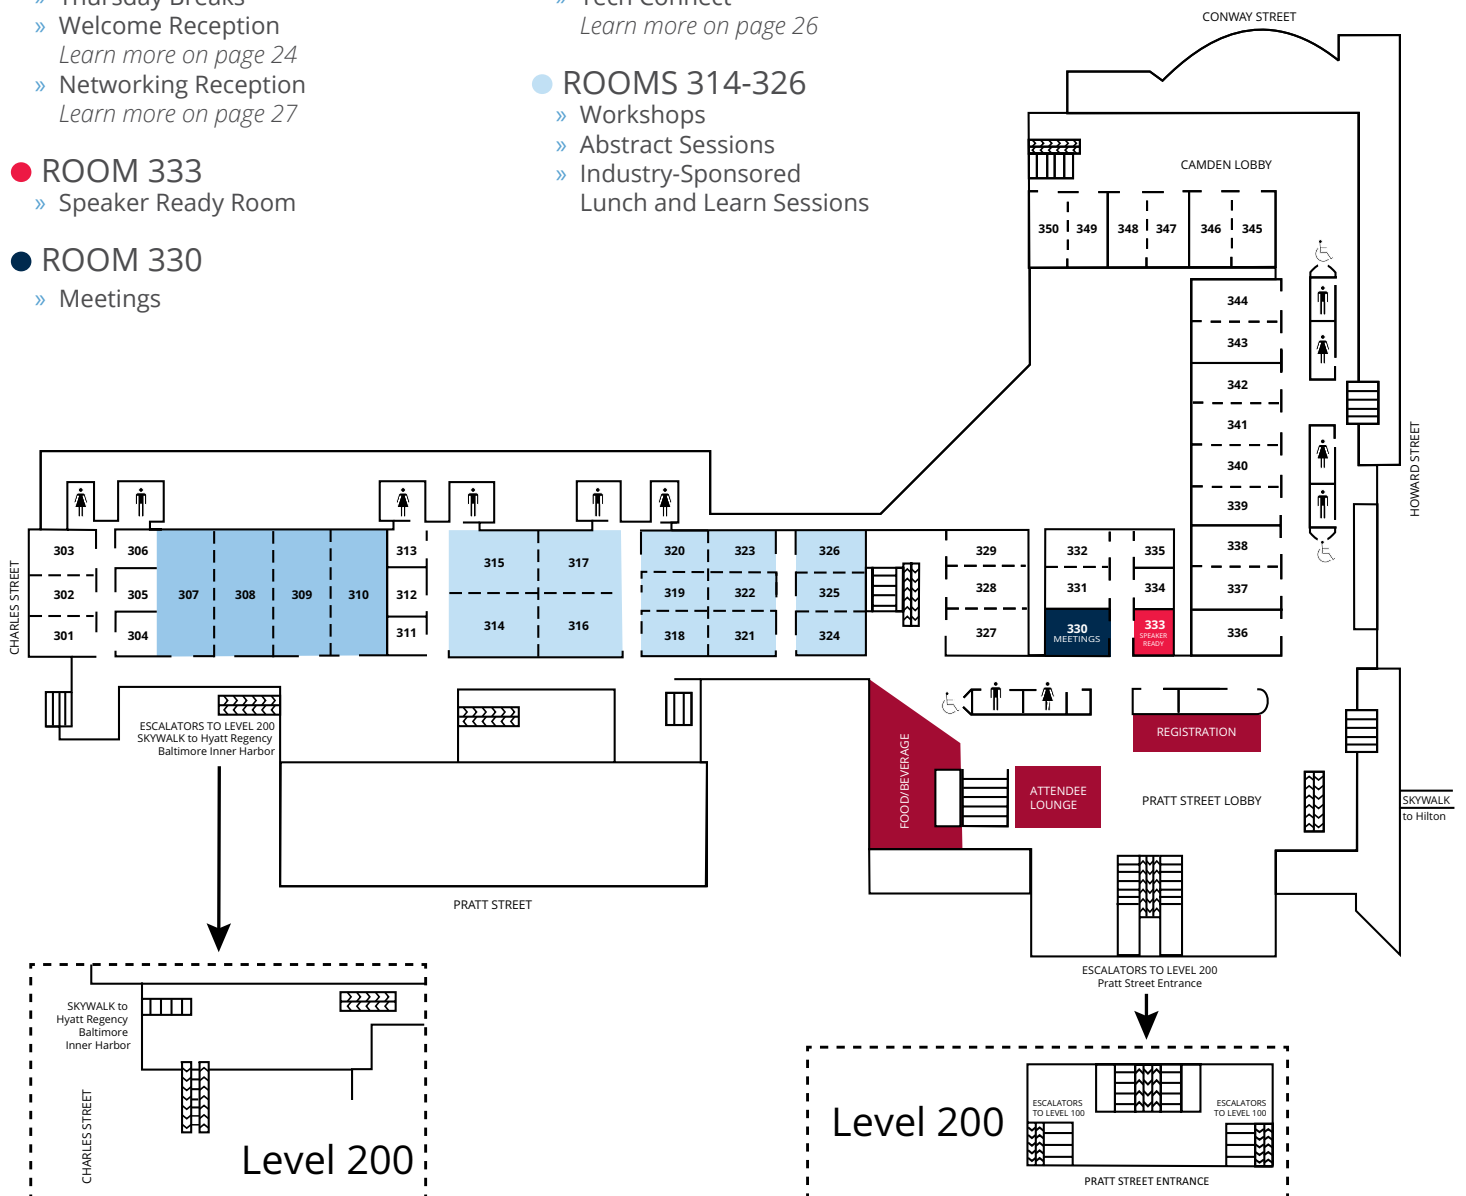 » Thursday Breaks
» Welcome Reception
Learn more on page 24
» Networking Reception
Learn more on page 27
ROOM 333
» Speaker Ready Room
ROOM 330
» Meetings
» Tech Connect
Learn more on page 26
ROOMS 314-326
» Workshops
» Abstract Sessions
» Industry-Sponsored
Lunch and Learn Sessions
CONWAY STREET
CAMDEN LOBBY
350 349 348 347 346 345
344
343
342
341
340
339
338
337
336
HOWARD STREET
CHARLES STREET
303
302
301
306
305
304
307 308 309 310
313
312
311
315 317
314 316
320 323
319 322
318 321
326
325
324
329
328
327
332
331
330
MEETINGS
335
334
333
SPEAKER
READY
ESCALATORS TO LEVEL 200
SKYWALK to Hyatt Regency
Baltimore Inner Harbor
PRATT STREET
FOOD/BEVERAGE
ATTENDEE
LOUNGE
REGISTRATION
PRATT STREET LOBBY
SKYWALK
to Hilton
ESCALATORS TO LEVEL 200
Pratt Street Entrance
SKYWALK to
Hyatt Regency
Baltimore
Inner Harbor
CHARLES STREET
Level 200
Level 200
ESCALATORS
TO LEVEL 100
ESCALATORS
TO LEVEL 100
PRATT STREET ENTRANCE